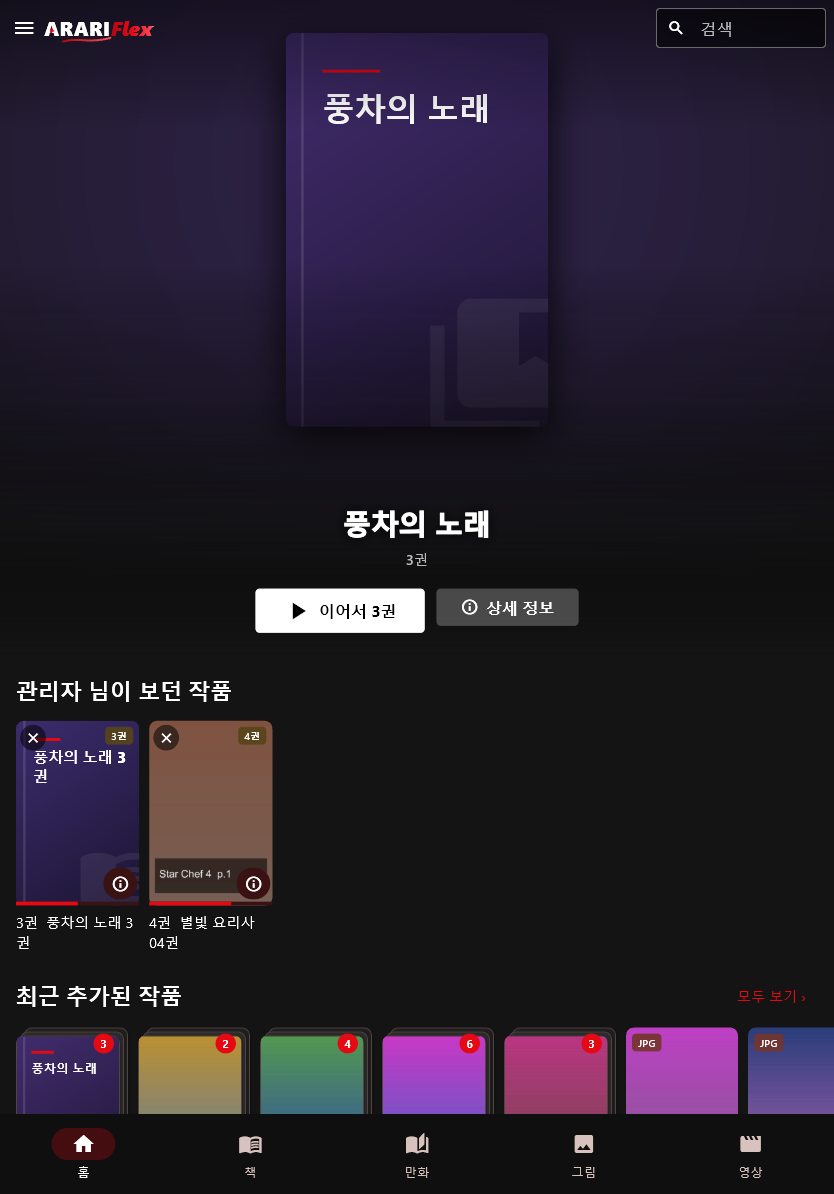 ARARIFlex
검색
풍차의 노래
풍차의 노래
3권
이어서 3권
상세 정보
관리자 님이 보던 작품
3권
풍차의 노래 3
권
4권
Star Chef 4 p.1
3권 풍차의 노래 3
권
4권 별빛 요리사
04권
최근 추가된 작품
모두 보기 ›
3
풍차의 노래
2
4
6
3
JPG
JPG
홈
책
만화
그림
영상